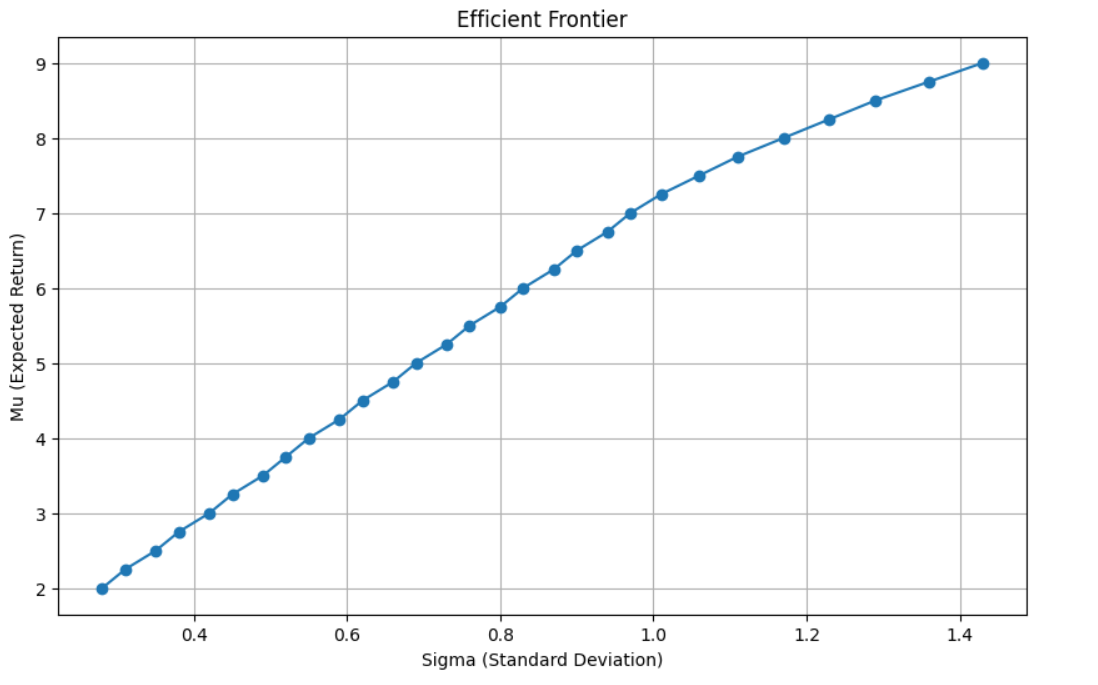 Efficient Frontier
9
8
7
6
5
4
3
2
Mu (Expected Return)
0.4 0.6 0.8 1.0 1.2 1.4
Sigma (Standard Deviation)